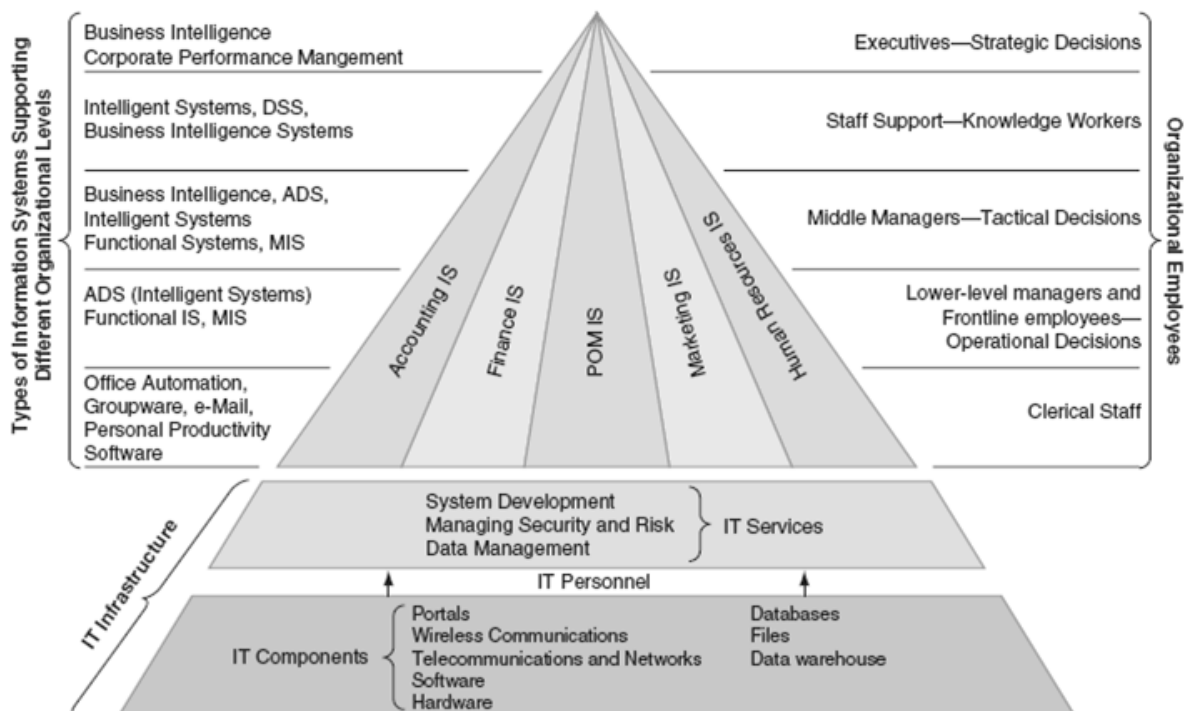 Types of Information Systems Supporting
Different Organizational Levels
Business Intelligence
Corporate Performance Mangement
Intelligent Systems, DSS,
Business Intelligence Systems
Business Intelligence, ADS,
Intelligent Systems
Functional Systems, MIS
ADS (Intelligent Systems)
Functional IS, MIS
Office Automation,
Groupware, e-Mail,
Personal Productivity
Software
Accounting IS
Finance IS
POM IS
Marketing IS
Human Resources IS
Executives—Strategic Decisions
Staff Support—Knowledge Workers
Middle Managers—Tactical Decisions
Lower-level managers and
Frontline employees—
Operational Decisions
Clerical Staff
Organizational Employees
IT Infrastructure
System Development
Managing Security and Risk
Data Management
IT Services
IT Personnel
IT Components
Portals
Wireless Communications
Telecommunications and Networks
Software
Hardware
Databases
Files
Data warehouse